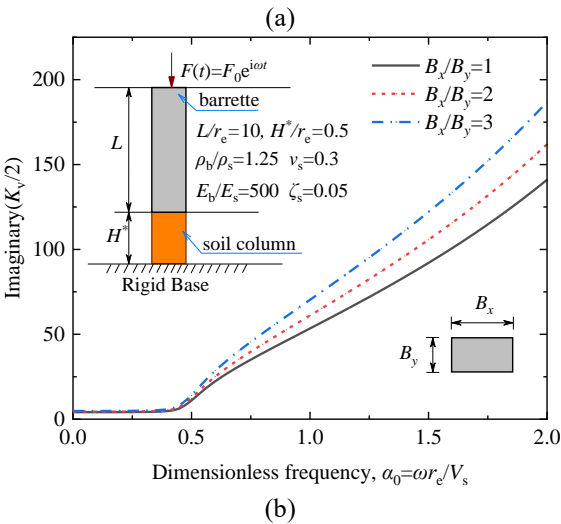 (a)
200
150
100
50
0
Imaginary(K_v/2)
F(t)=F₀e^{iωt}
barrette
L
L/r_e=10, H^*/r_e=0.5
ρ_b/ρ_s=1.25 ν_s=0.3
E_b/E_s=500 ζ_s=0.05
H^*
soil column
Rigid Base
B_x/B_y=1
B_x/B_y=2
B_x/B_y=3
B_x
B_y
0.0 0.5 1.0 1.5 2.0
Dimensionless frequency, α₀=ωr_e/V_s
(b)